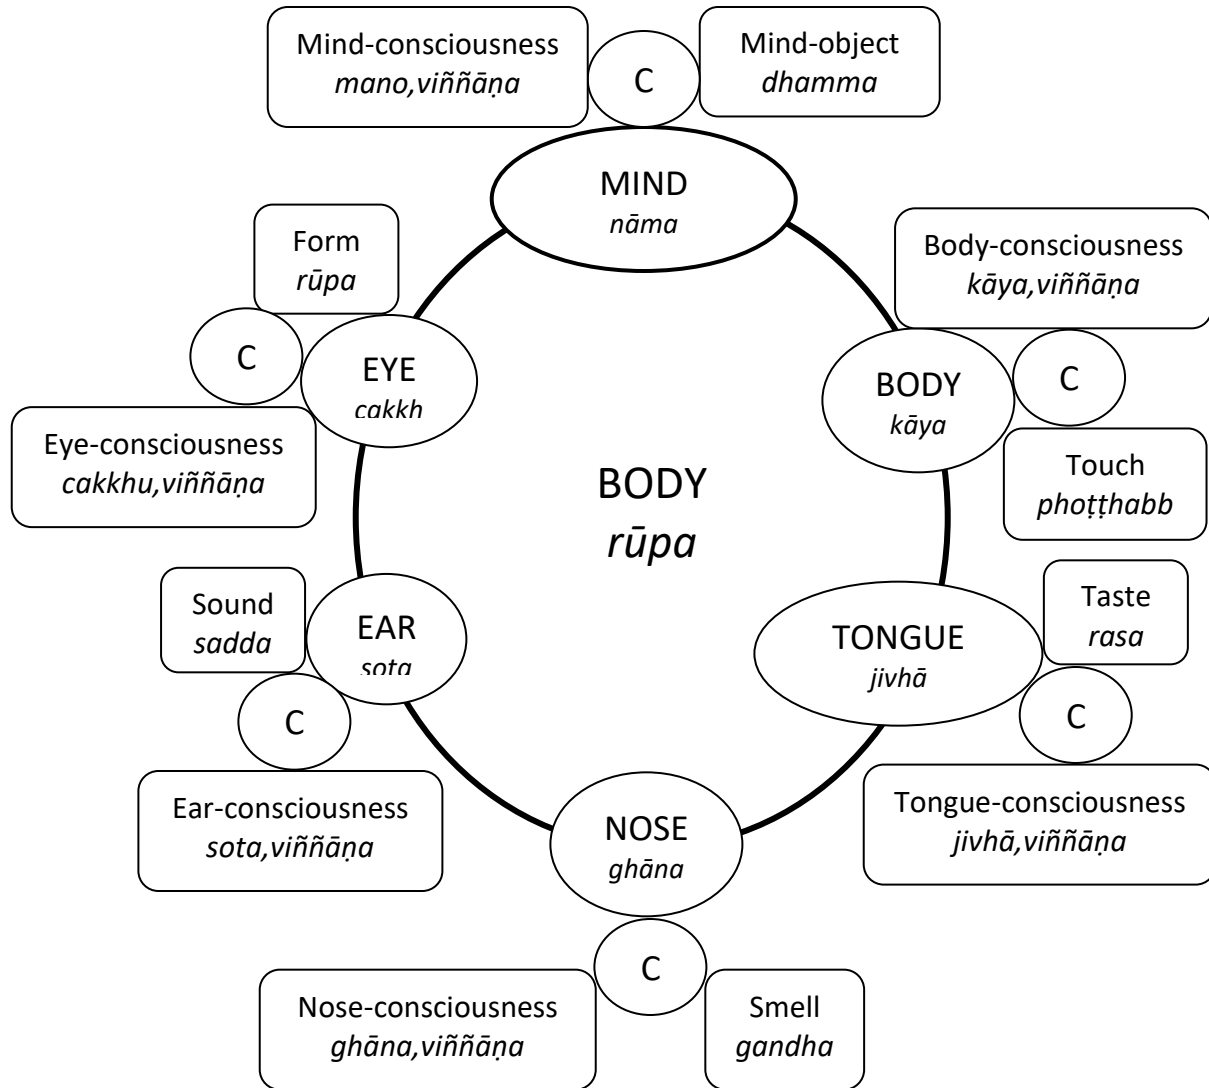 Mind-consciousness
mano,viññāṇa
C
Mind-object
dhamma
MIND
nāma
Form
rūpa
C
EYE
cakkh
Eye-consciousness
cakkhu,viññāṇa
Body-consciousness
kāya,viññāṇa
BODY
kāya
C
Touch
phoṭṭhabb
BODY
rūpa
Sound
sadda
EAR
sota
C
Ear-consciousness
sota,viññāṇa
Taste
rasa
TONGUE
jivhā
C
Tongue-consciousness
jivhā,viññāṇa
NOSE
ghāna
C
Nose-consciousness
ghāna,viññāṇa
Smell
gandha